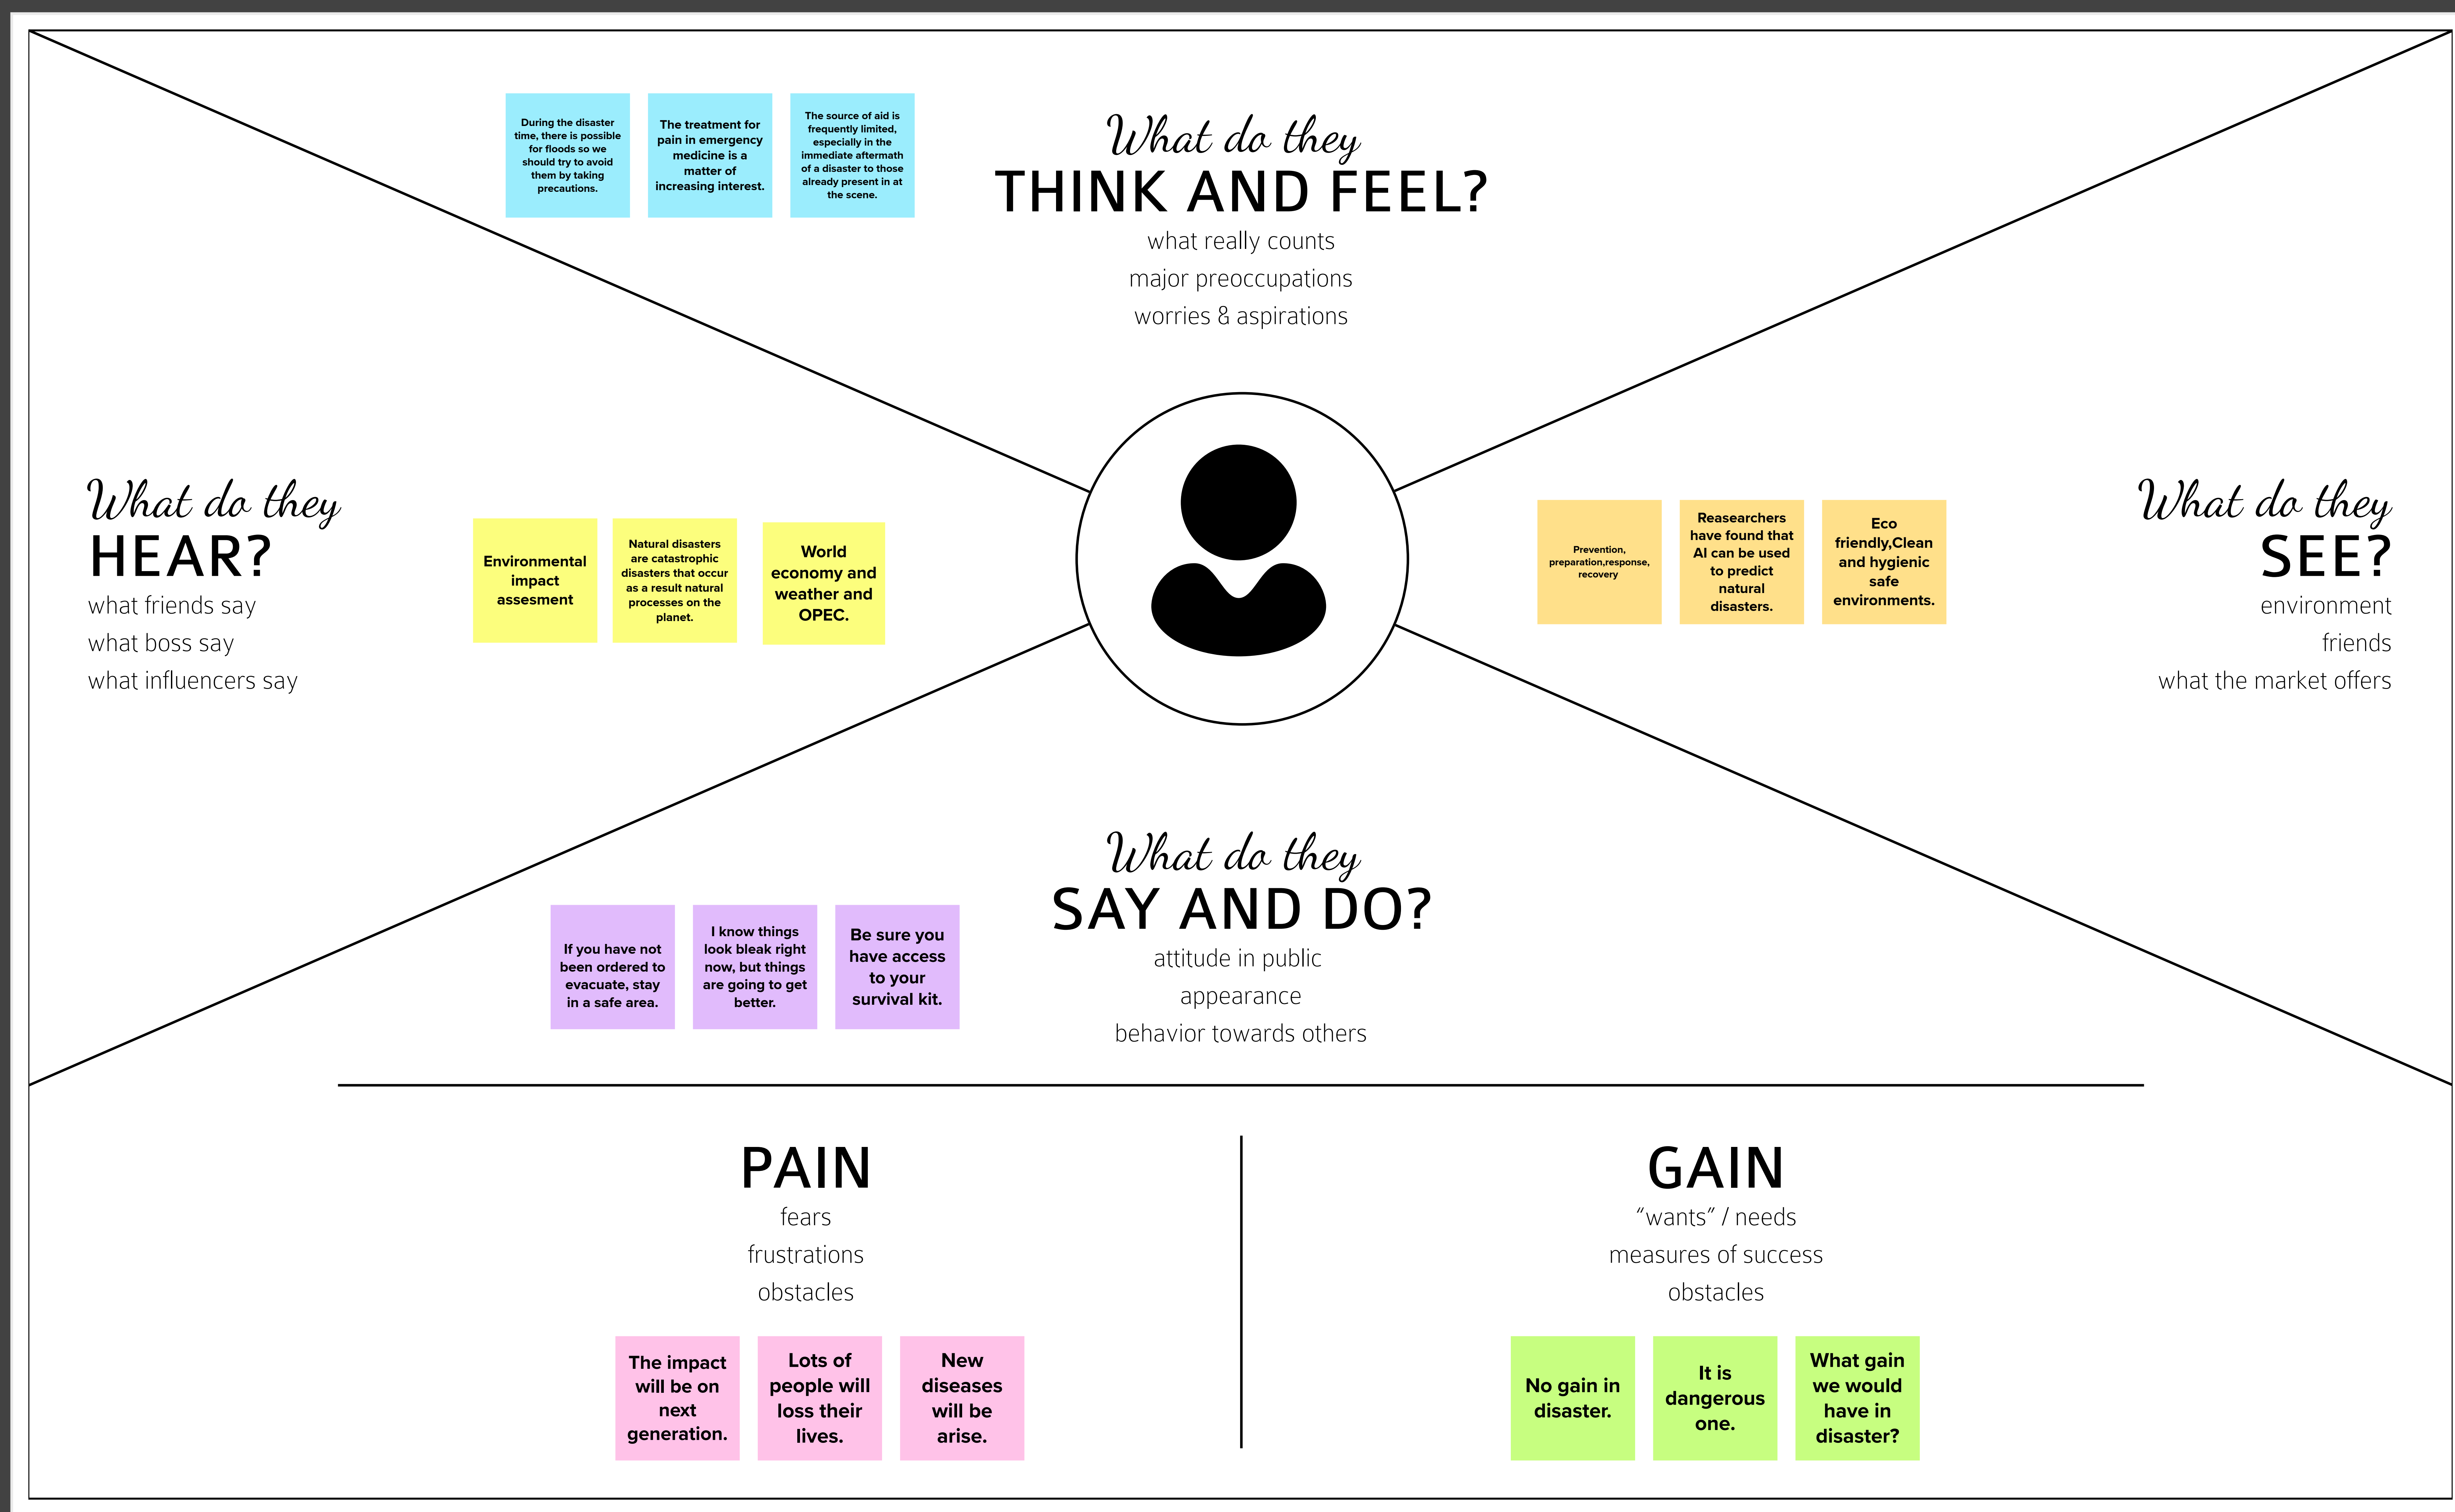 During the disaster
time, there is possible
for floods so we
should try to avoid
them by taking
precautions.
The treatment for
pain in emergency
medicine is a
matter of
increasing interest.
The source of aid is
frequently limited,
especially in the
immediate aftermath
of a disaster to those
already present in at
the scene.
What do they
THINK AND FEEL?
what really counts
major preoccupations
worries & aspirations
What do they
HEAR?
what friends say
what boss say
what influencers say
Environmental
impact
assesment
Natural disasters
are catastrophic
disasters that occur
as a result natural
processes on the
planet.
World
economy and
weather and
OPEC.
Prevention,
preparation,response,
recovery
Reasearchers
have found that
AI can be used
to predict
natural
disasters.
Eco
friendly,Clean
and hygienic
safe
environments.
What do they
SEE?
environment
friends
what the market offers
What do they
SAY AND DO?
attitude in public
appearance
behavior towards others
If you have not
been ordered to
evacuate, stay
in a safe area.
I know things
look bleak right
now, but things
are going to get
better.
Be sure you
have access
to your
survival kit.
PAIN
fears
frustrations
obstacles
The impact
will be on
next
generation.
Lots of
people will
loss their
lives.
New
diseases
will be
arise.
GAIN
“wants” / needs
measures of success
obstacles
No gain in
disaster.
It is
dangerous
one.
What gain
we would
have in
disaster?